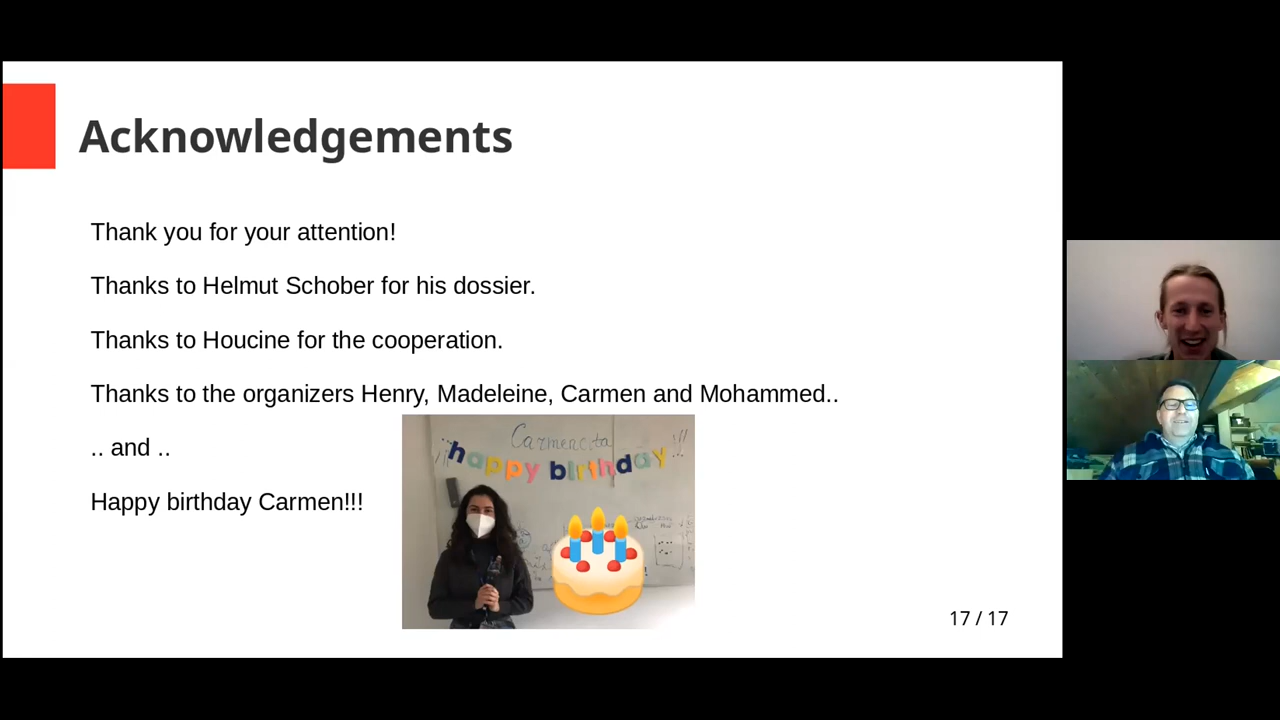 Acknowledgements
Thank you for your attention!
Thanks to Helmut Schober for his dossier.
Thanks to Houcine for the cooperation.
Thanks to the organizers Henry, Madeleine, Carmen and Mohammed..
.. and ..
Happy birthday Carmen!!!
Carmencita
happy birthday
17 / 17